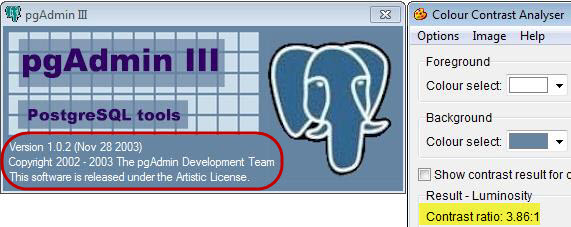 pgAdmin III
pgAdmin III
PostgreSQL tools
Version 1.0.2 (Nov 28 2003)
Copyright 2002 - 2003 The pgAdmin Development Team
This software is released under the Artistic License.
Colour Contrast Analyser
Options Image Help
Foreground
Colour select:
Background
Colour select:
Show contrast result for c
Result - Luminosity
Contrast ratio: 3.86:1